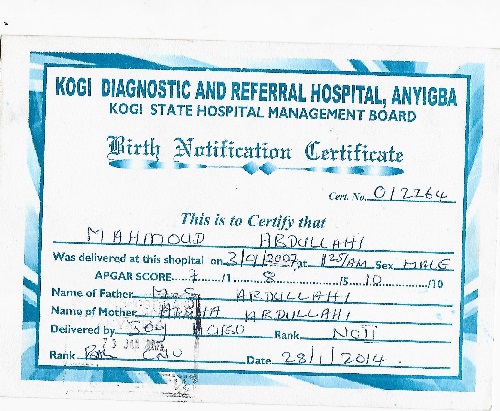 KOGI DIAGNOSTIC AND REFERRAL HOSPITAL, ANYIGBA
KOGI STATE HOSPITAL MANAGEMENT BOARD
Birth Notification Certificate
Cert. No. 012264
This is to Certify that
MAHMOUD ABDULLAHI
Was delivered at this shopital on 3/9/2007 at 1:25/AM Sex MALE
APGAR SCORE 7 /1 8 /5 10 /10
Name of Father M.S ABDULLAHI
Name of Mother ABDULLAHI
Delivered by Rank
Rank Date 28/1/2014